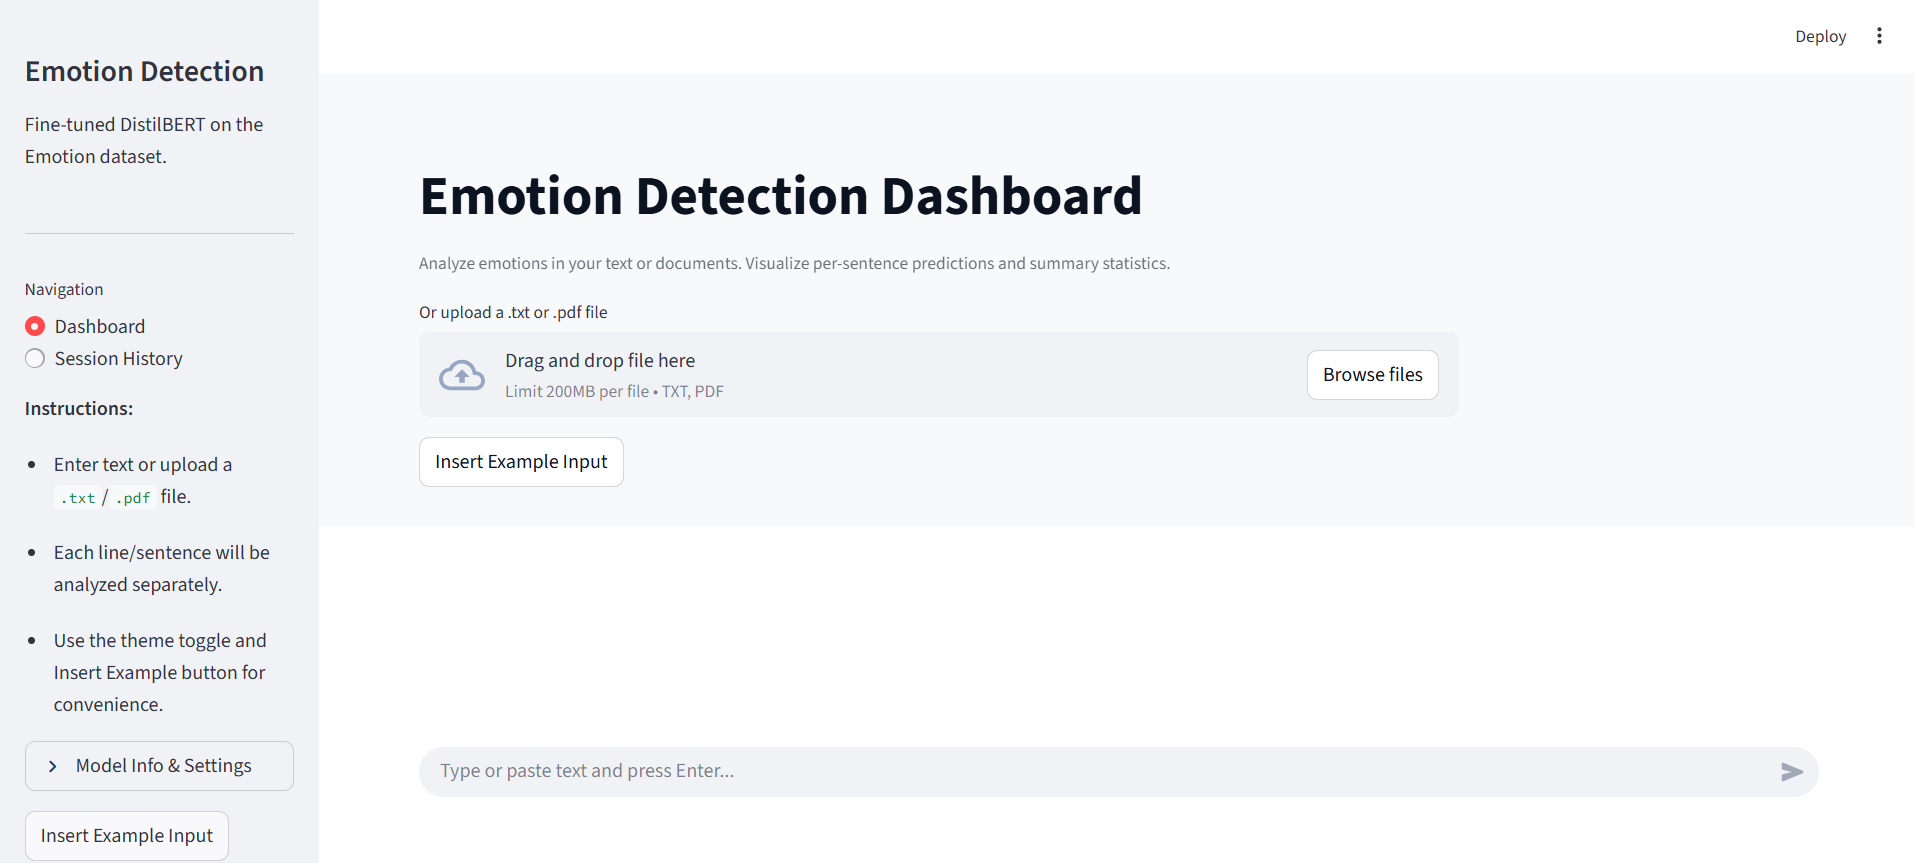 Emotion Detection
Fine-tuned DistilBERT on the
Emotion dataset.
Navigation
Dashboard
Session History
Instructions:
Enter text or upload a
.txt / .pdf file.
Each line/sentence will be
analyzed separately.
Use the theme toggle and
Insert Example button for
convenience.
Model Info & Settings
Insert Example Input
Deploy
Emotion Detection Dashboard
Analyze emotions in your text or documents. Visualize per-sentence predictions and summary statistics.
Or upload a .txt or .pdf file
Drag and drop file here
Limit 200MB per file • TXT, PDF
Browse files
Insert Example Input
Type or paste text and press Enter...